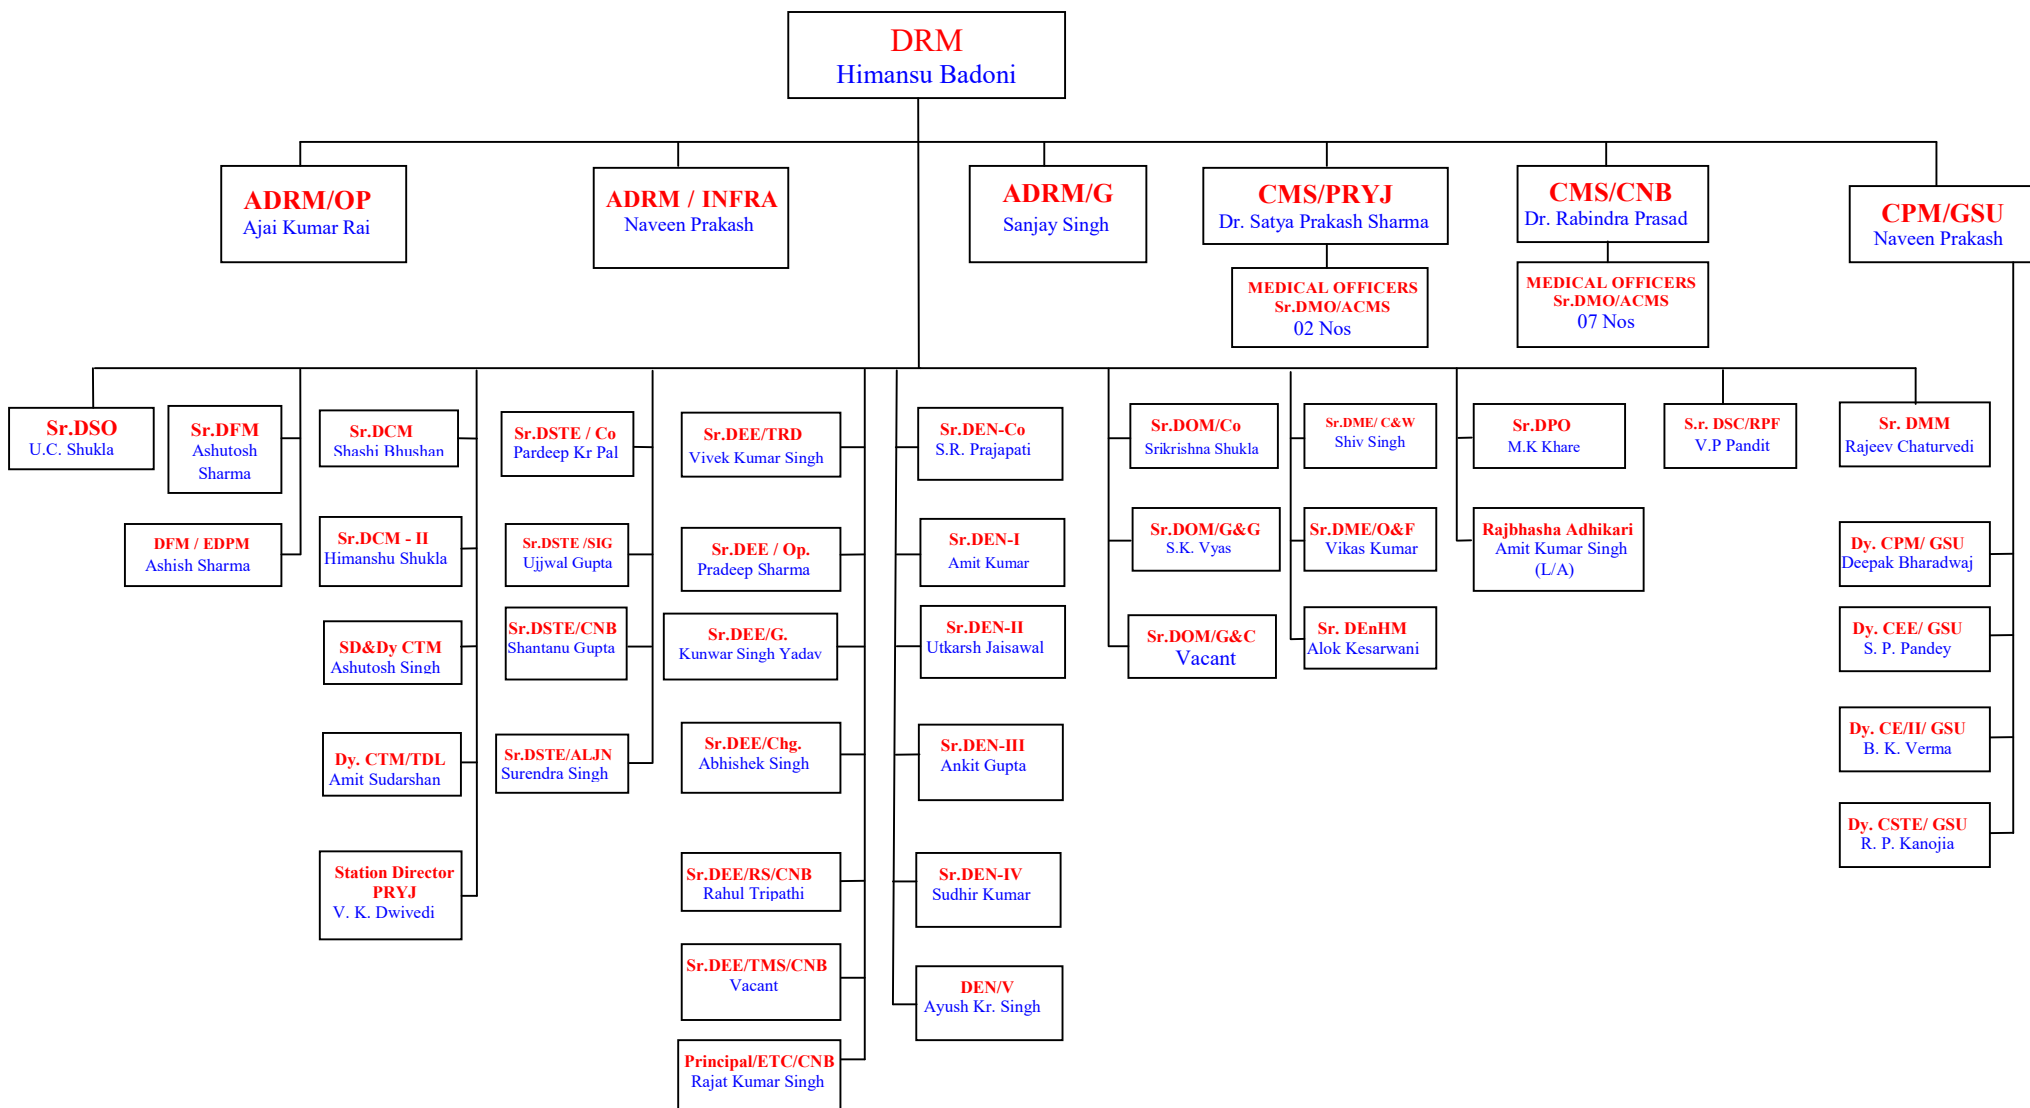 DRM
Himansu Badoni
ADRM/OP
Ajai Kumar Rai
ADRM / INFRA
Naveen Prakash
ADRM/G
Sanjay Singh
CMS/PRYJ
Dr. Satya Prakash Sharma
CMS/CNB
Dr. Rabindra Prasad
CPM/GSU
Naveen Prakash
MEDICAL OFFICERS
Sr.DMO/ACMS
02 Nos
MEDICAL OFFICERS
Sr.DMO/ACMS
07 Nos
Sr.DSO
U.C. Shukla
Sr.DFM
Ashutosh
Sharma
DFM / EDPM
Ashish Sharma
Sr.DCM
Shashi Bhushan
Sr.DCM - II
Himanshu Shukla
SD&Dy CTM
Ashutosh Singh
Dy. CTM/TDL
Amit Sudarshan
Station Director
PRYJ
V. K. Dwivedi
Sr.DSTE / Co
Pardeep Kr Pal
Sr.DSTE /SIG
Ujjwal Gupta
Sr.DSTE/CNB
Shantanu Gupta
Sr.DSTE/ALJN
Surendra Singh
Sr.DEE/TRD
Vivek Kumar Singh
Sr.DEE / Op.
Pradeep Sharma
Sr.DEE/G.
Kunwar Singh Yadav
Sr.DEE/Chg.
Abhishek Singh
Sr.DEE/RS/CNB
Rahul Tripathi
Sr.DEE/TMS/CNB
Vacant
Principal/ETC/CNB
Rajat Kumar Singh
Sr.DEN-Co
S.R. Prajapati
Sr.DEN-I
Amit Kumar
Sr.DEN-II
Utkarsh Jaisawal
Sr.DEN-III
Ankit Gupta
Sr.DEN-IV
Sudhir Kumar
DEN/V
Ayush Kr. Singh
Sr.DOM/Co
Srikrishna Shukla
Sr.DOM/G&G
S.K. Vyas
Sr.DOM/G&C
Vacant
Sr.DME/ C&W
Shiv Singh
Sr.DME/O&F
Vikas Kumar
Sr. DEnHM
Alok Kesarwani
Sr.DPO
M.K Khare
Rajbhasha Adhikari
Amit Kumar Singh
(L/A)
S.r. DSC/RPF
V.P Pandit
Sr. DMM
Rajeev Chaturvedi
Dy. CPM/ GSU
Deepak Bharadwaj
Dy. CEE/ GSU
S. P. Pandey
Dy. CE/II/ GSU
B. K. Verma
Dy. CSTE/ GSU
R. P. Kanojia